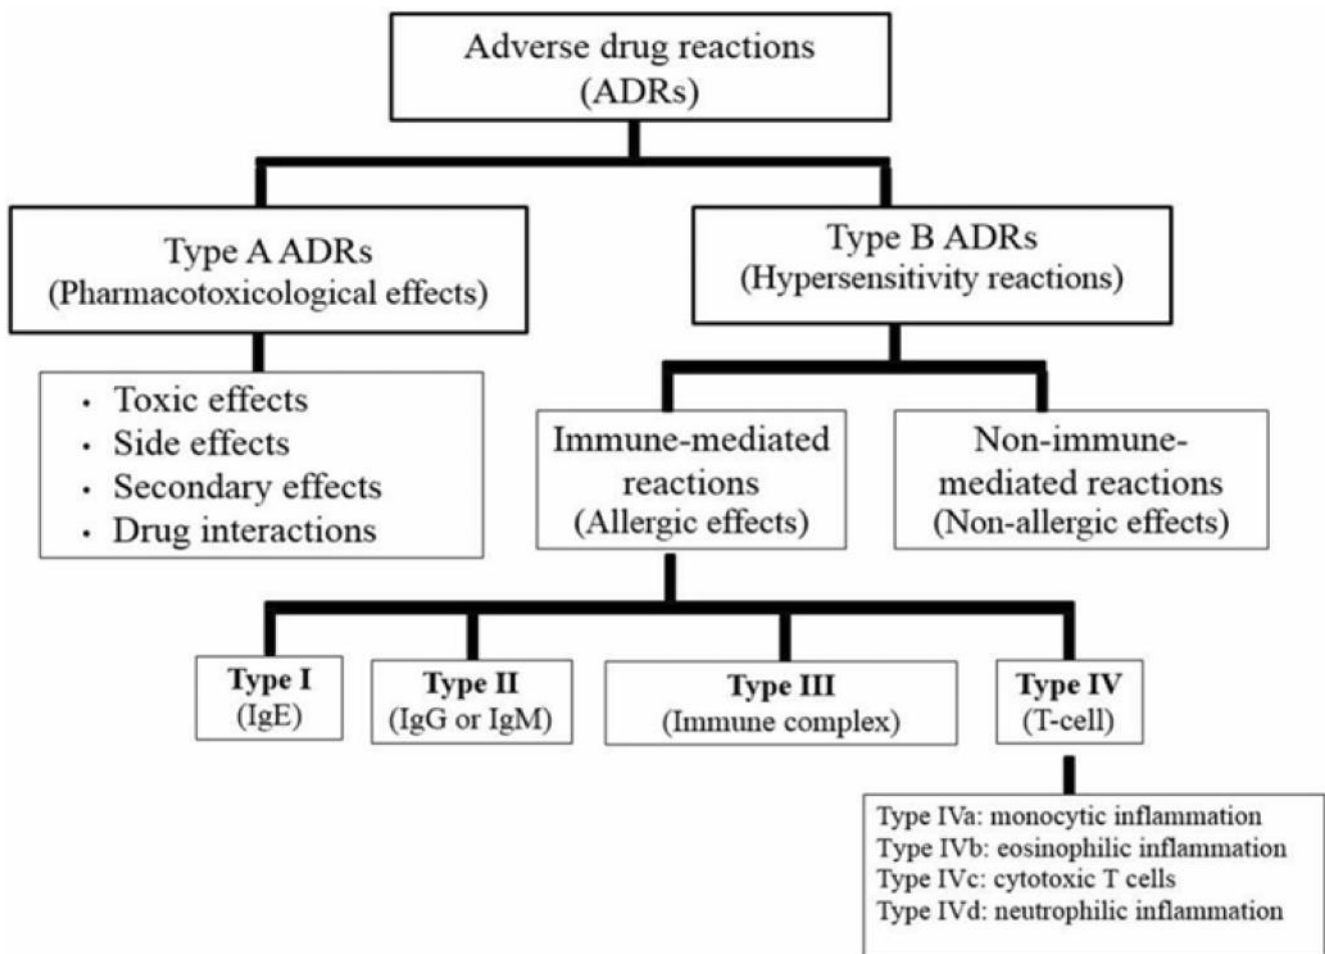 Adverse drug reactions
(ADRs)
Type A ADRs
(Pharmacotoxicological effects)
Type B ADRs
(Hypersensitivity reactions)
• Toxic effects
• Side effects
• Secondary effects
• Drug interactions
Immune-mediated
reactions
(Allergic effects)
Non-immune-
mediated reactions
(Non-allergic effects)
Type I
(IgE)
Type II
(IgG or IgM)
Type III
(Immune complex)
Type IV
(T-cell)
Type IVa: monocytic inflammation
Type IVb: eosinophilic inflammation
Type IVc: cytotoxic T cells
Type IVd: neutrophilic inflammation